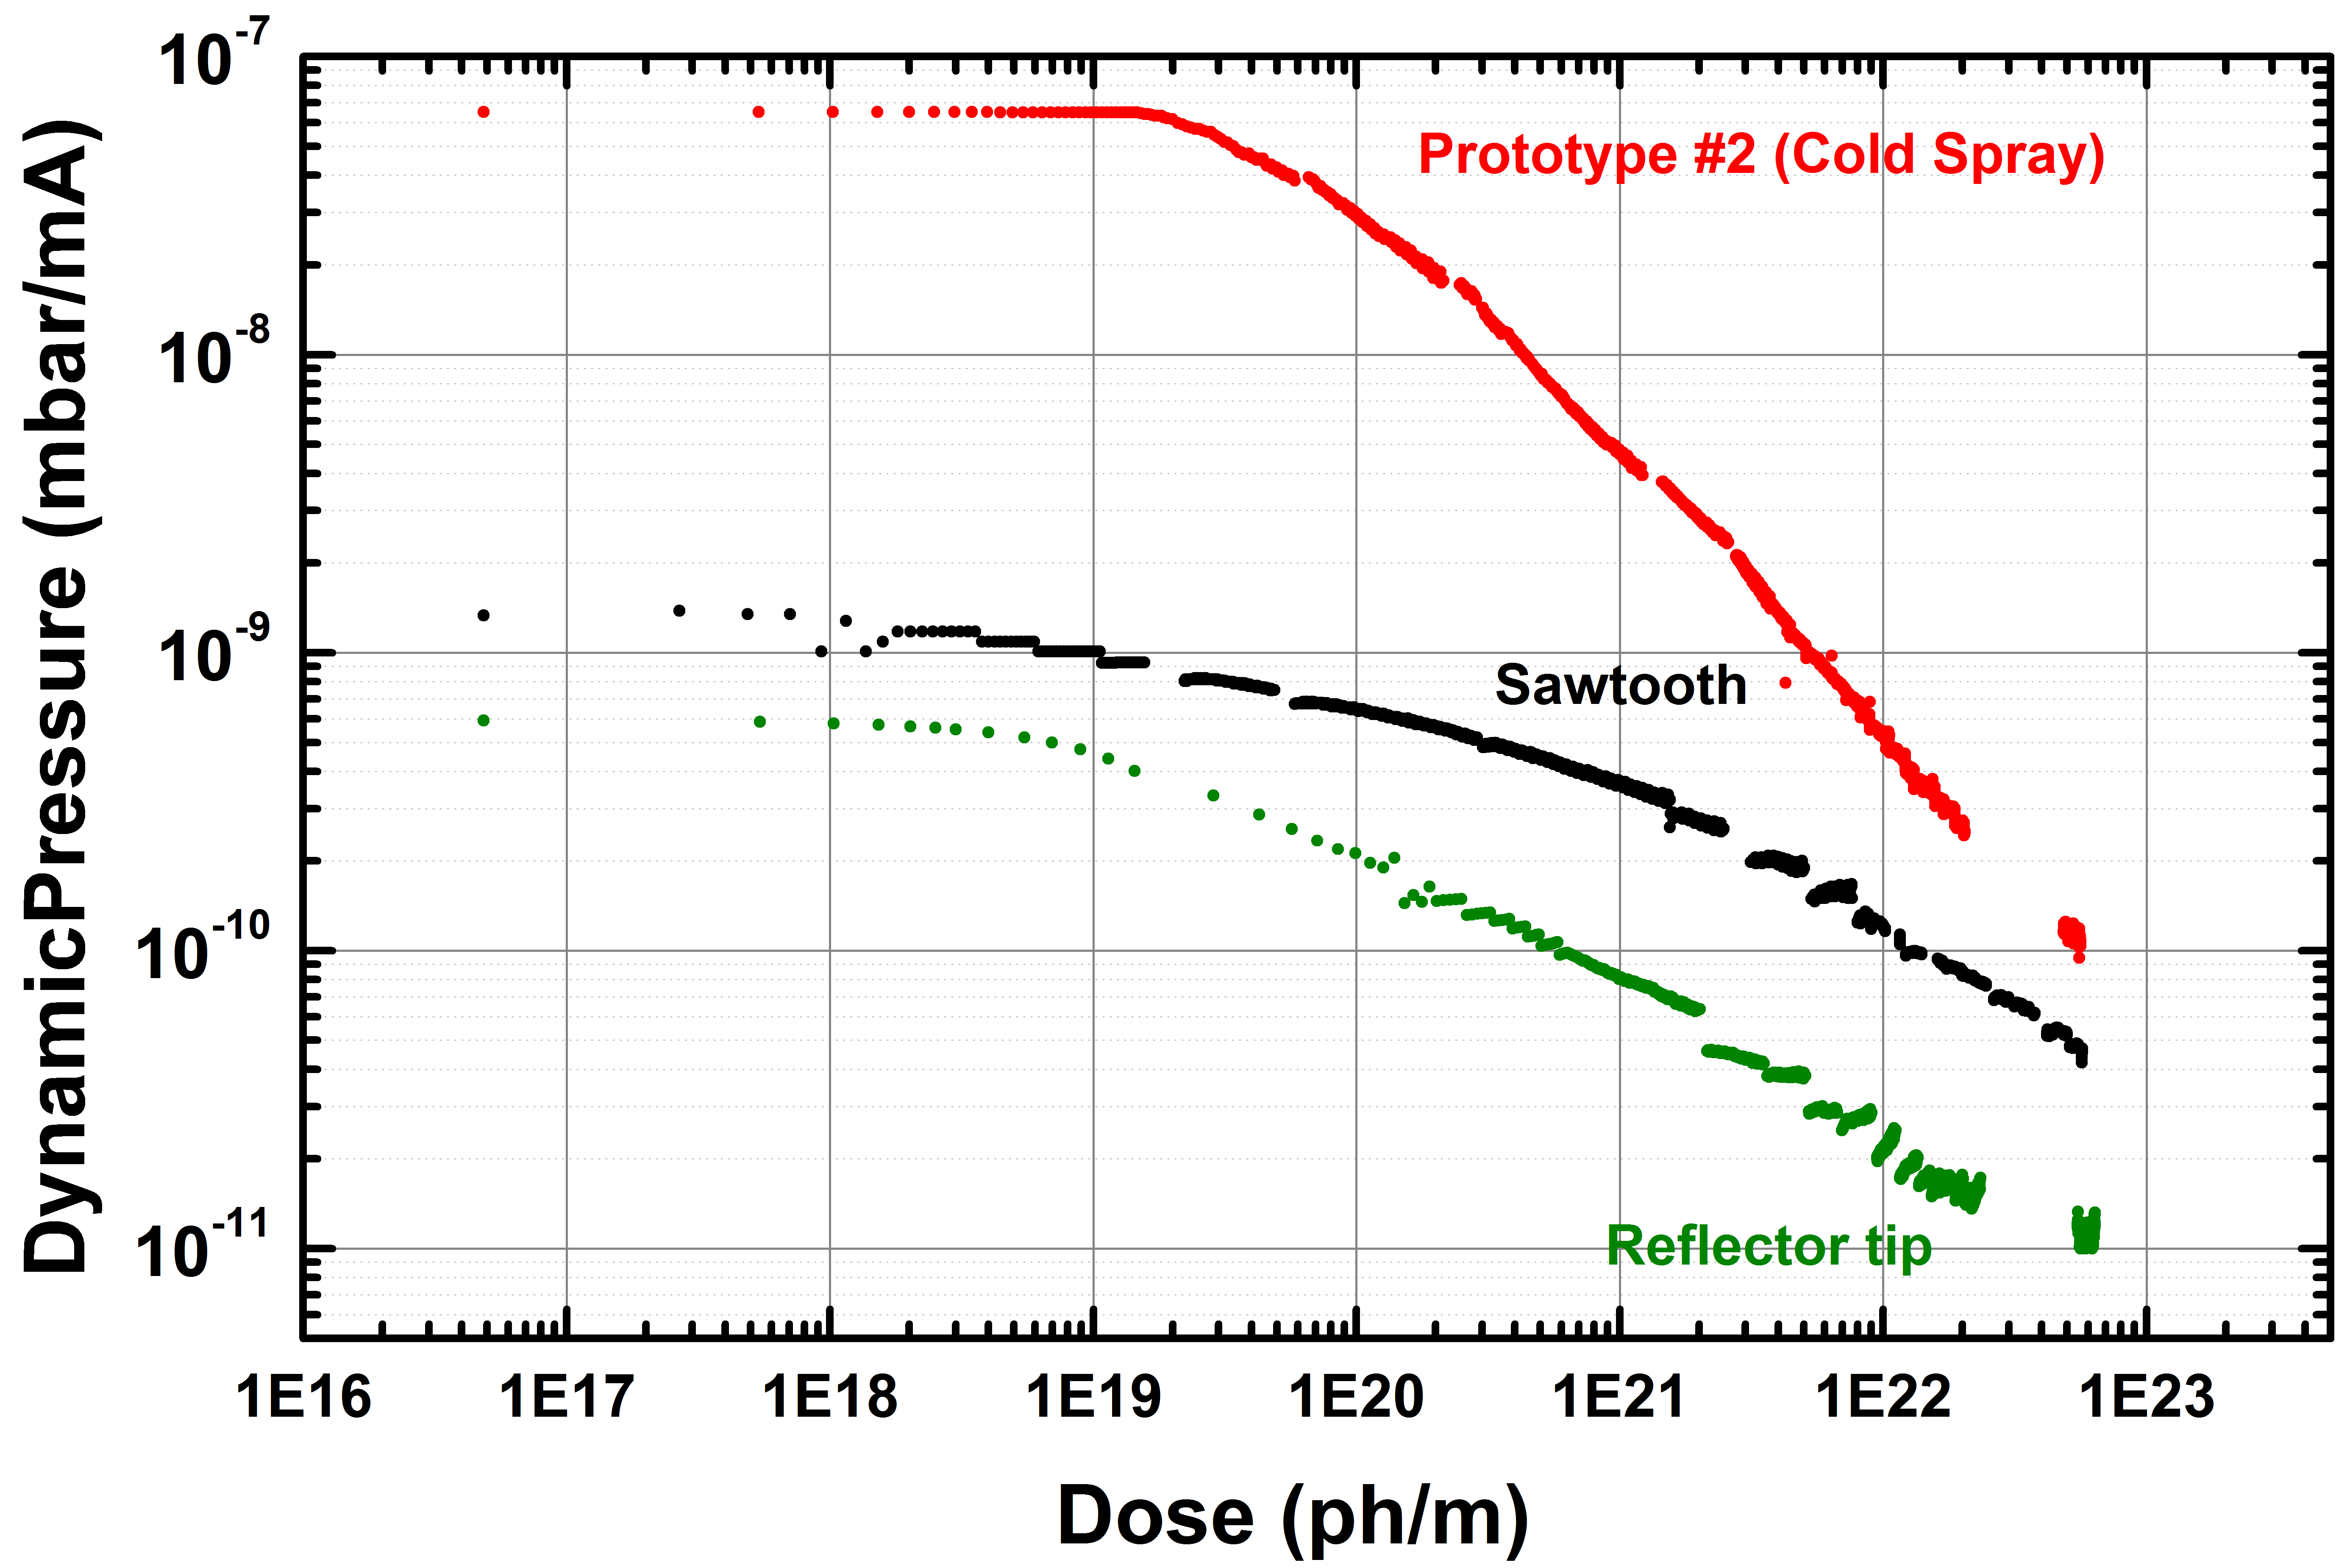 10-7
10-8
10-9
10-10
10-11
DynamicPressure (mbar/mA)
Prototype #2 (Cold Spray)
Sawtooth
Reflector tip
1E16 1E17 1E18 1E19 1E20 1E21 1E22 1E23
Dose (ph/m)